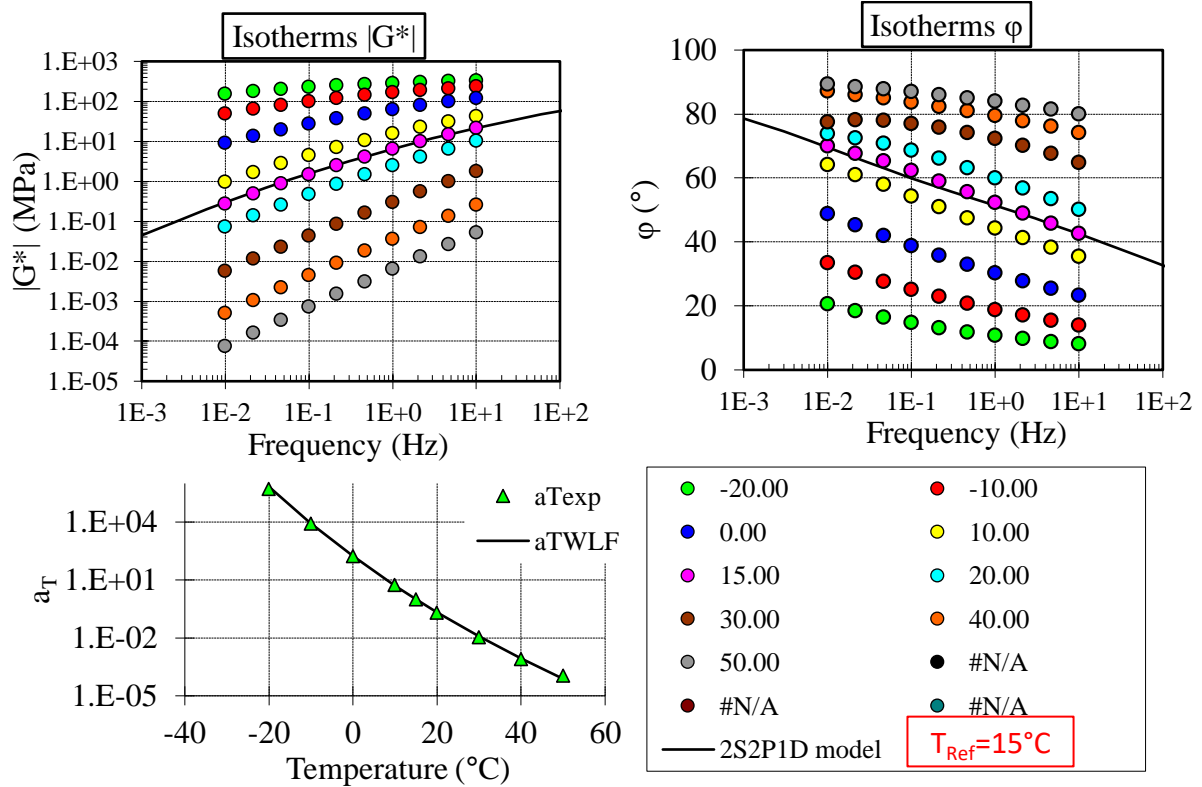 Isotherms |G*|
1.E+03
1.E+02
1.E+01
1.E+00
1.E-01
1.E-02
1.E-03
1.E-04
1.E-05
|G*| (MPa)
1E-3 1E-2 1E-1 1E+0 1E+1 1E+2
Frequency (Hz)
Isotherms φ
100
80
60
40
20
0
φ (°)
1E-3 1E-2 1E-1 1E+0 1E+1 1E+2
Frequency (Hz)
1.E+04
1.E+01
1.E-02
1.E-05
aT
-40 -20 0 20 40 60
Temperature (°C)
aTexp
aTWLF
-20.00 -10.00
0.00 10.00
15.00 20.00
30.00 40.00
50.00 #N/A
#N/A #N/A
2S2P1D model
TRef=15°C